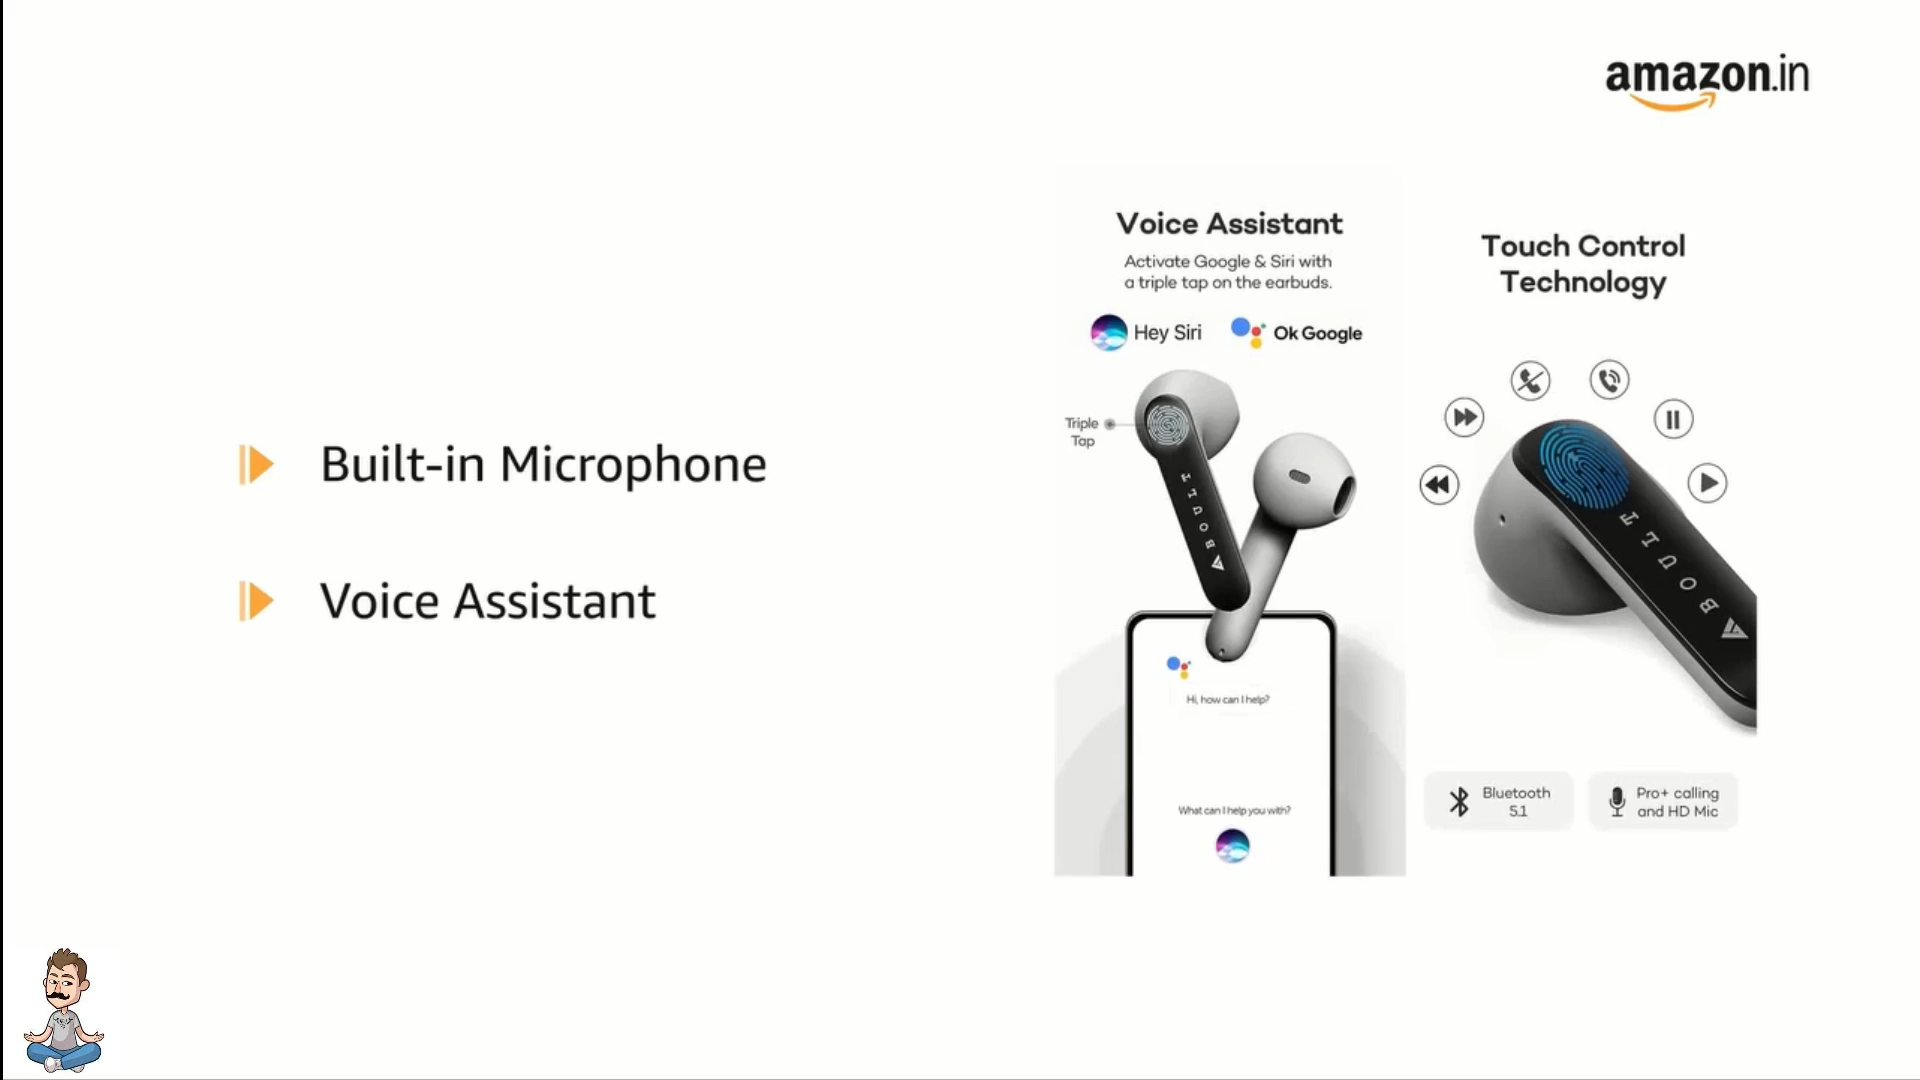 amazon.in
Built-in Microphone
Voice Assistant
Voice Assistant
Activate Google & Siri with
a triple tap on the earbuds.
Hey Siri
Ok Google
Triple
Tap
BOULT
Hi, how can I help?
What can I help you with?
Touch Control
Technology
BOULT
Bluetooth
5.1
Pro+ calling
and HD Mic